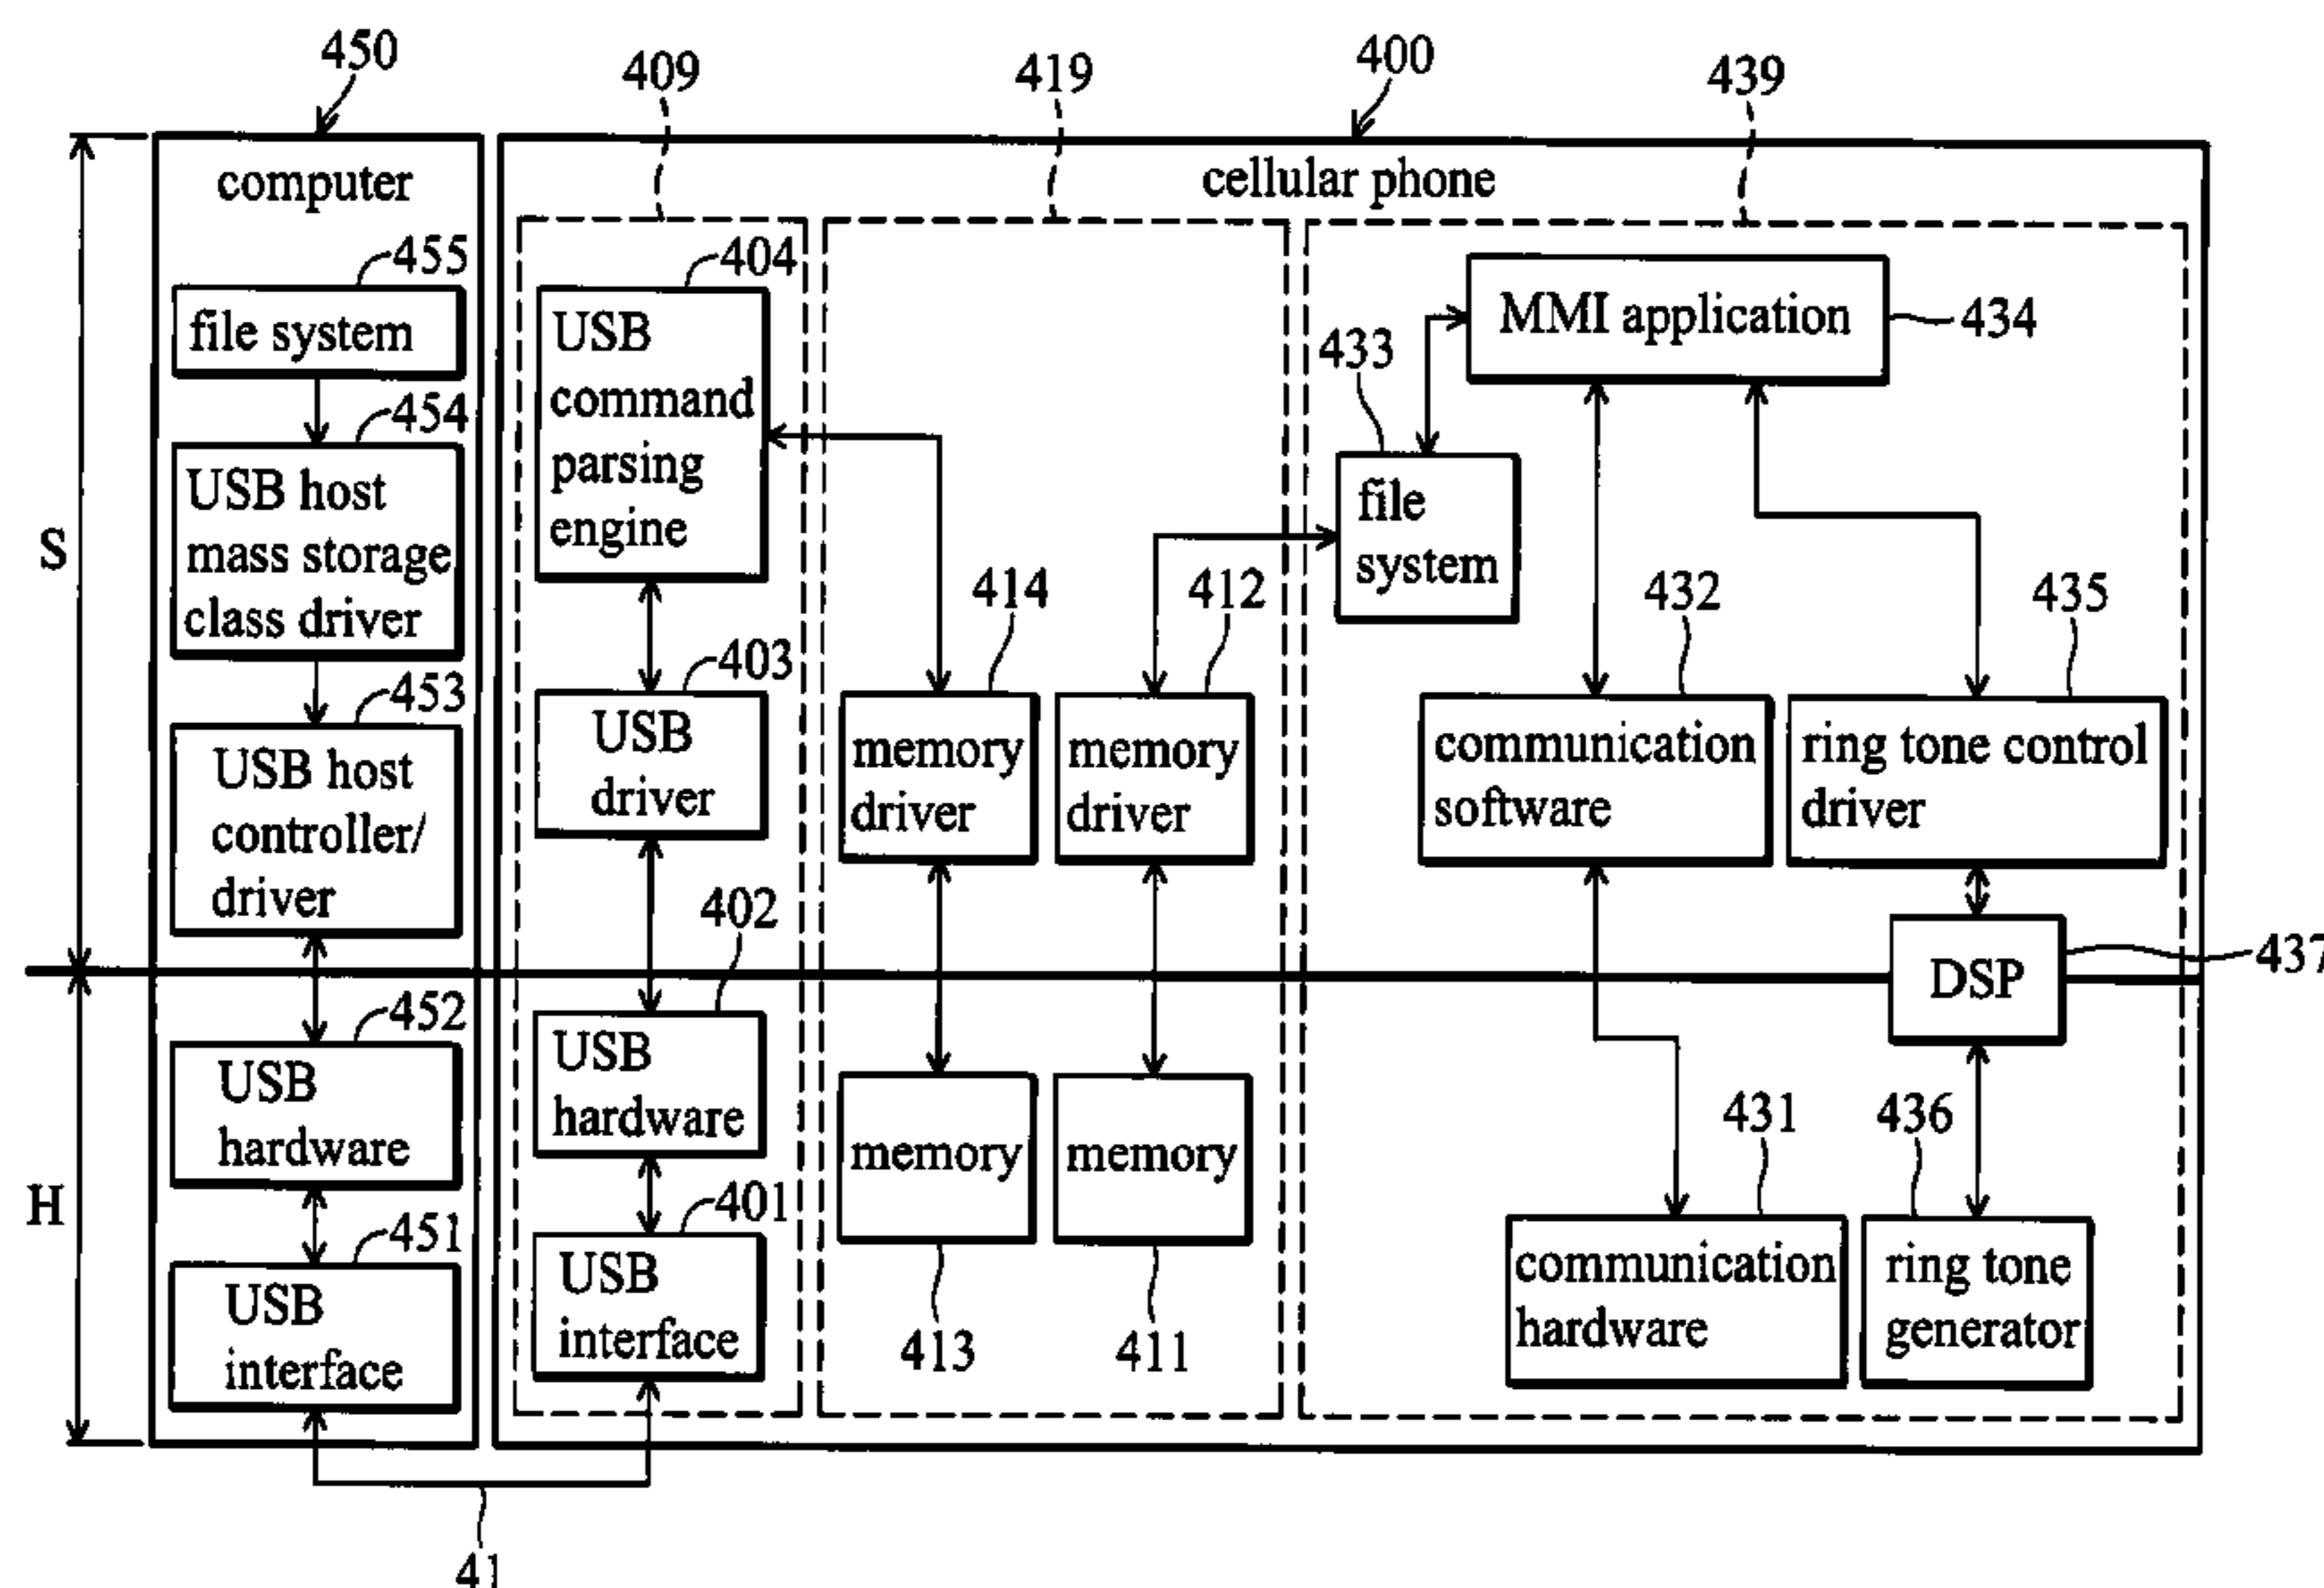 450
409
419
400
439
computer
cellular phone
455
file system
454
USB host
mass storage
class driver
453
USB host
controller/
driver
S
H
452
USB
hardware
451
USB
interface
41
404
USB
command
parsing
engine
403
USB
driver
402
USB
hardware
401
USB
interface
414
memory
driver
412
memory
driver
memory
413
memory
411
MMI application
434
433
file
system
432
communication
software
435
ring tone control
driver
DSP
437
431
communication
hardware
436
ring tone
generator